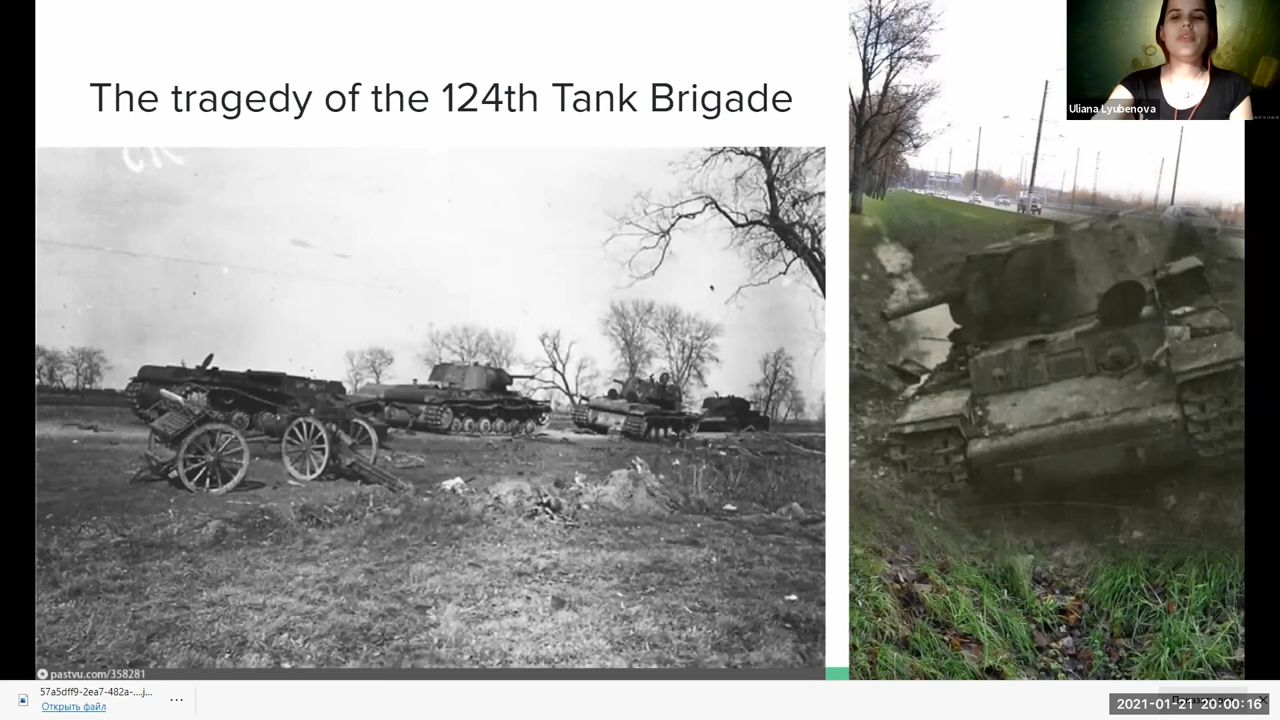 The tragedy of the 124th Tank Brigade
Uliana Lyubenova
pastvu.com/358281
57a5dff9-2ea7-482a-....j...
Открыть файл
2021-01-21 20:00:16